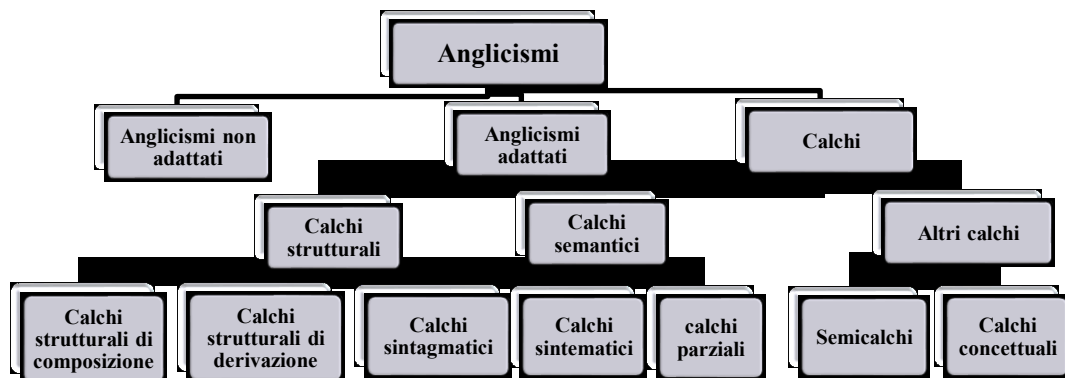 Anglicismi
Anglicismi non
adattati
Anglicismi
adattati
Calchi
Calchi
strutturali
Calchi
semantici
Altri calchi
Calchi
strutturali di
composizione
Calchi
strutturali di
derivazione
Calchi
sintagmatici
Calchi
sintematici
calchi
parziali
Semicalchi
Calchi
concettuali